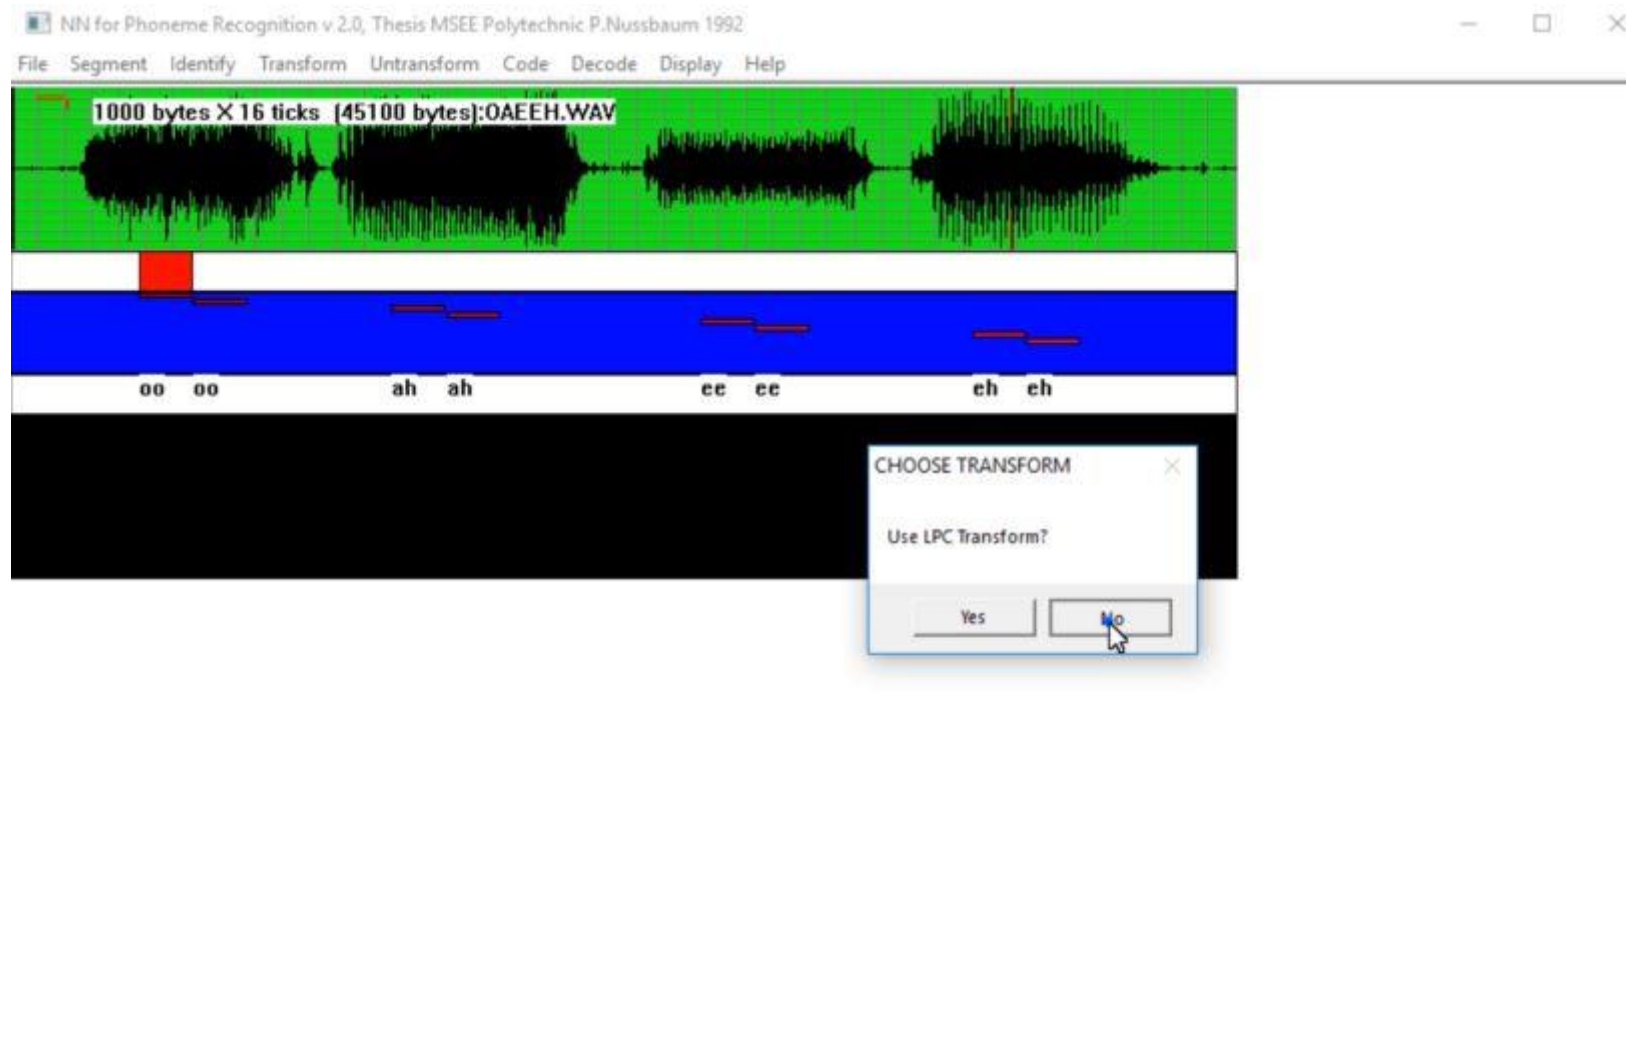 NN for Phoneme Recognition v 2.0, Thesis MSEE Polytechnic P.Nussbaum 1992
File Segment Identify Transform Untransform Code Decode Display Help
1000 bytes X 16 ticks [45100 bytes]:OAEEH.WAV
oo oo ah ah ee ee eh eh
CHOOSE TRANSFORM
Use LPC Transform?
Yes No